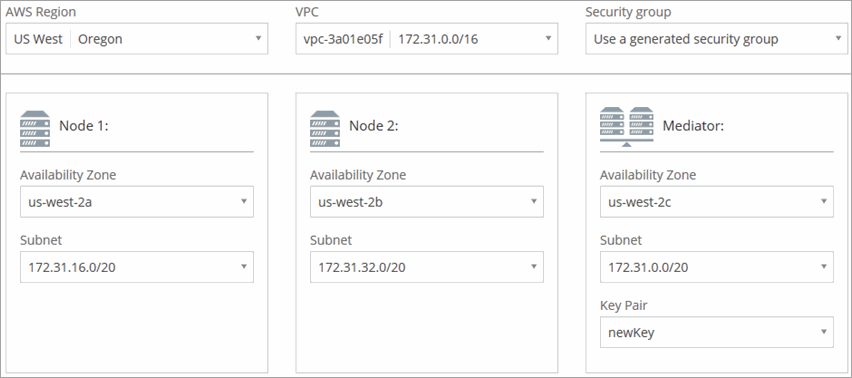 AWS Region
US West | Oregon
VPC
vpc-3a01e05f | 172.31.0.0/16
Security group
Use a generated security group
Node 1:
Availability Zone
us-west-2a
Subnet
172.31.16.0/20
Node 2:
Availability Zone
us-west-2b
Subnet
172.31.32.0/20
Mediator:
Availability Zone
us-west-2c
Subnet
172.31.0.0/20
Key Pair
newKey